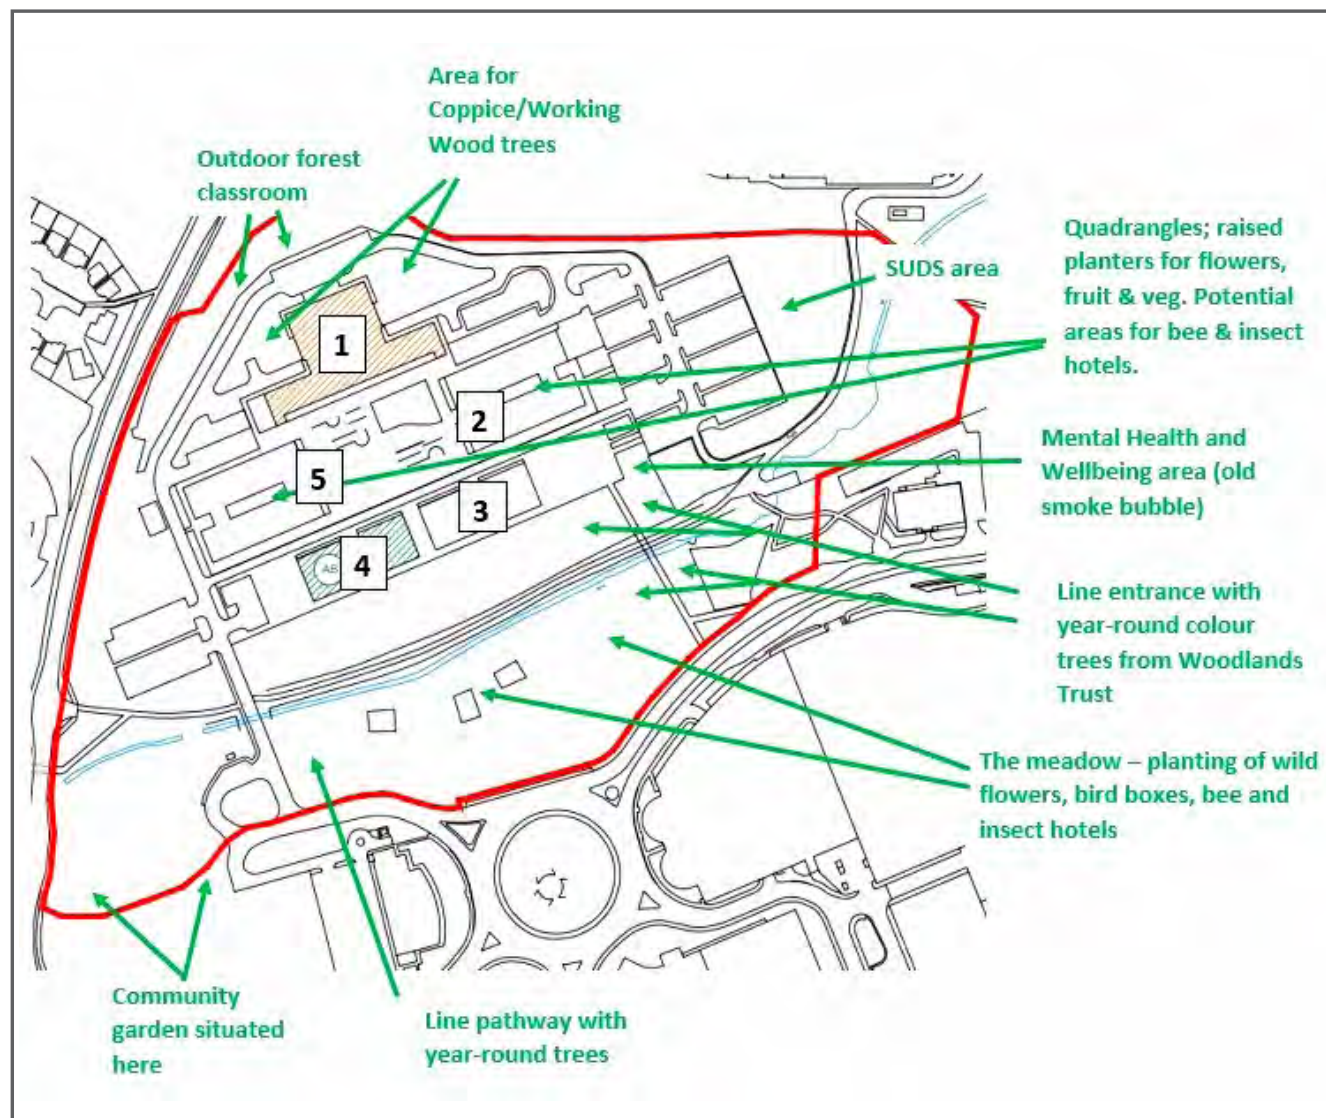 Area for
Coppice/Working
Wood trees
Outdoor forest
classroom
Quadrangles; raised
planters for flowers,
fruit & veg. Potential
areas for bee & insect
hotels.
SUDS area
1
2
Mental Health and
Wellbeing area (old
smoke bubble)
5
3
4
Line entrance with
year-round colour
trees from Woodlands
Trust
The meadow – planting of wild
flowers, bird boxes, bee and
insect hotels
Community
garden situated
here
Line pathway with
year-round trees